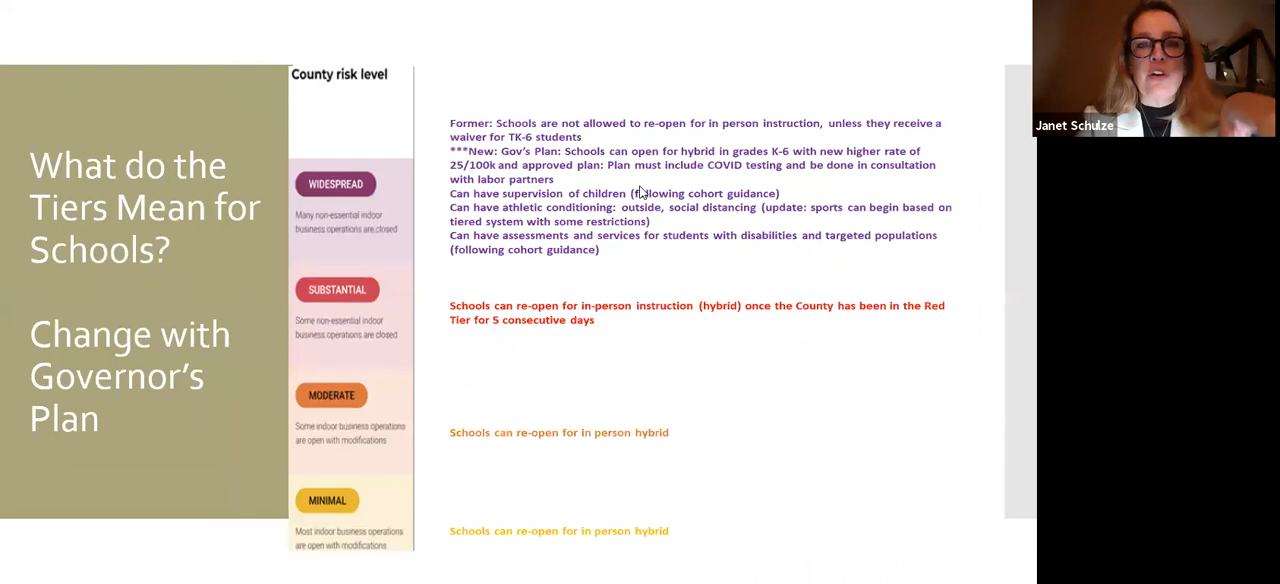 What do the
Tiers Mean for
Schools?
Change with
Governor's
Plan
County risk level
WIDESPREAD
Many non-essential indoor
business operations are closed
Former: Schools are not allowed to re-open for in person instruction, unless they receive a
waiver for TK-6 students
***New: Gov's Plan: Schools can open for hybrid in grades K-6 with new higher rate of
25/100k and approved plan: Plan must include COVID testing and be done in consultation
with labor partners
Can have supervision of children (following cohort guidance)
Can have athletic conditioning: outside, social distancing (update: sports can begin based on
tiered system with some restrictions)
Can have assessments and services for students with disabilities and targeted populations
(following cohort guidance)
SUBSTANTIAL
Some non-essential indoor
business operations are closed
Schools can re-open for in-person instruction (hybrid) once the County has been in the Red
Tier for 5 consecutive days
MODERATE
Some indoor business operations
are open with modifications
Schools can re-open for in person hybrid
MINIMAL
Most indoor business operations
are open with modifications
Schools can re-open for in person hybrid
Janet Schulze